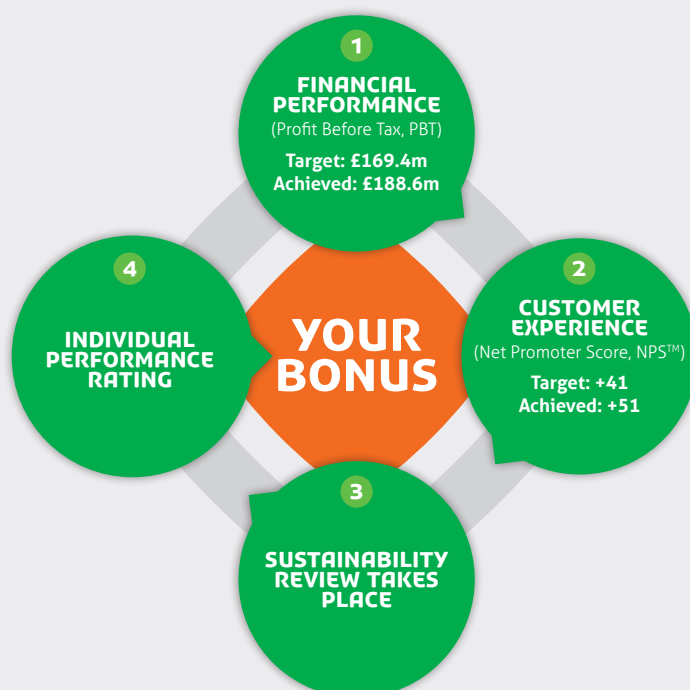 1
FINANCIAL
PERFORMANCE
(Profit Before Tax, PBT)
Target: £169.4m
Achieved: £188.6m
2
CUSTOMER
EXPERIENCE
(Net Promoter Score, NPS™)
Target: +41
Achieved: +51
3
SUSTAINABILITY
REVIEW TAKES
PLACE
4
INDIVIDUAL
PERFORMANCE
RATING
YOUR
BONUS